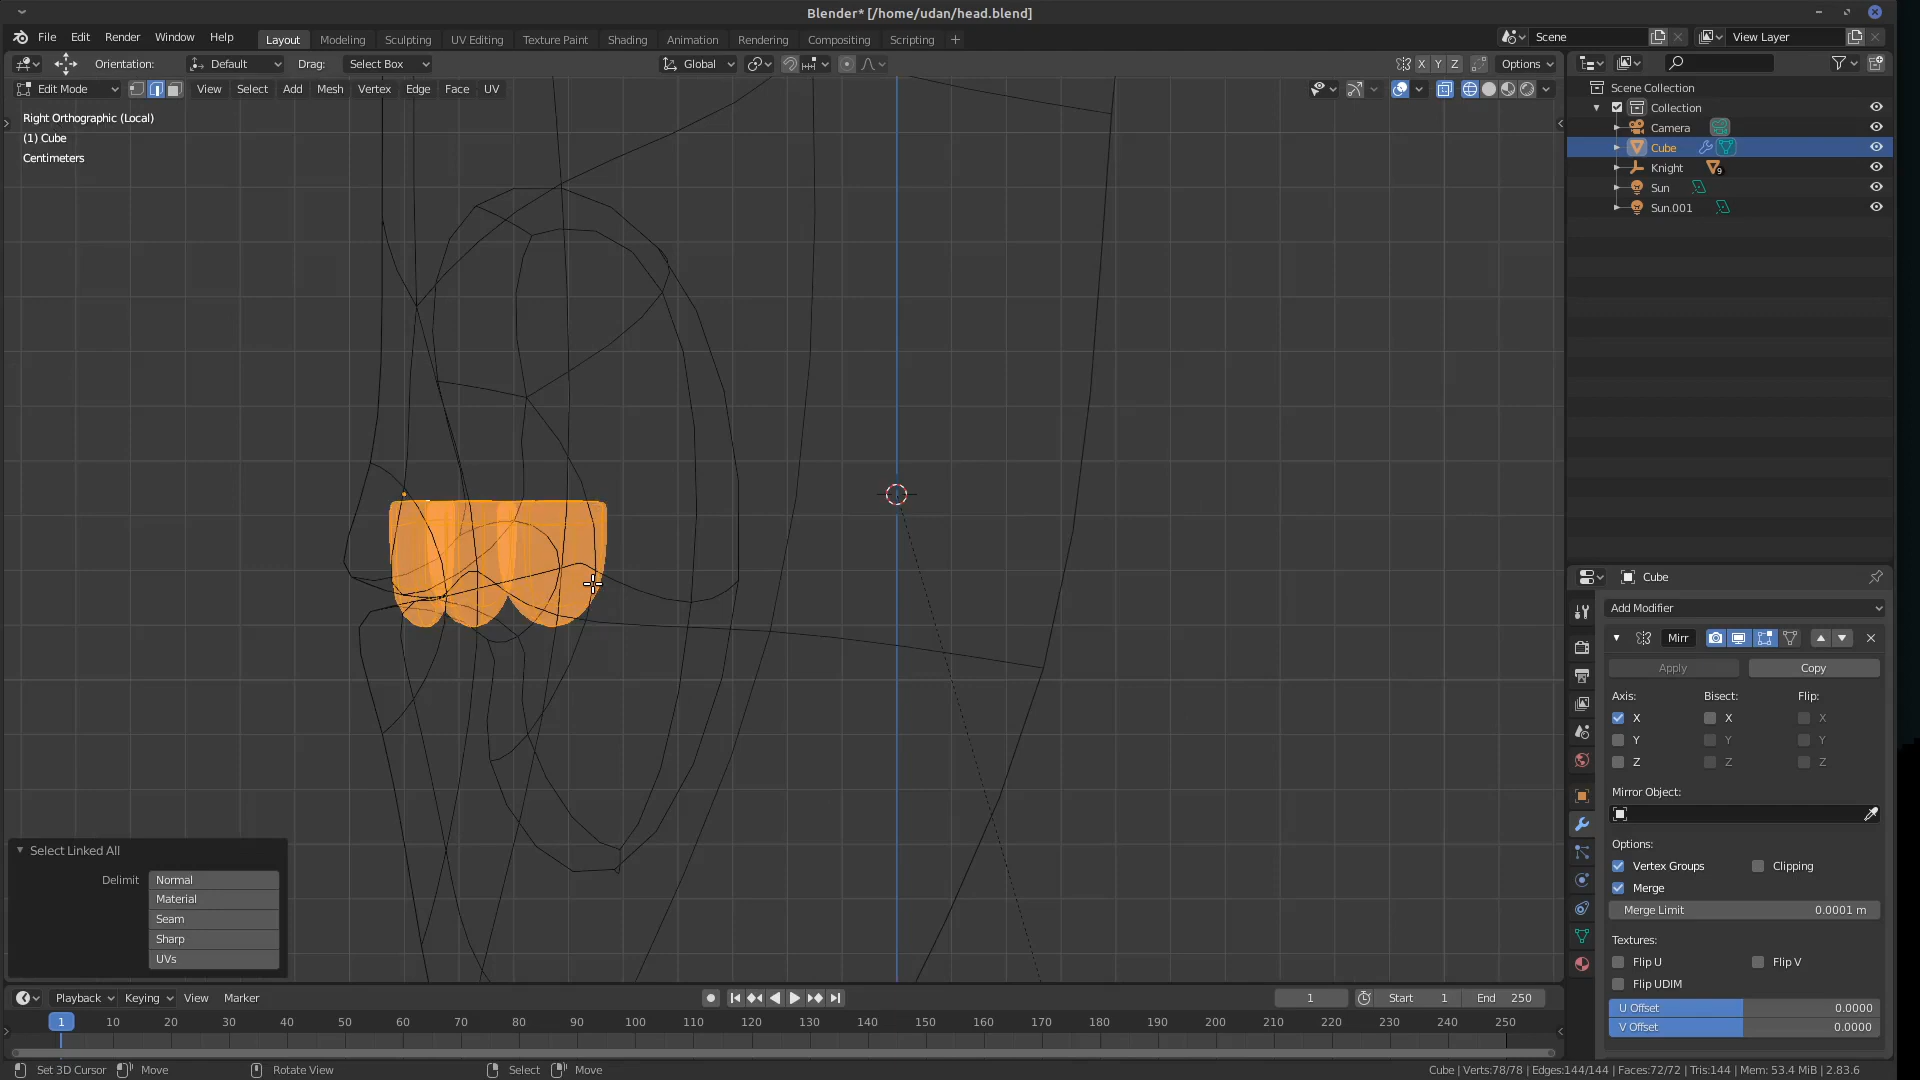 Blender* [/home/udan/head.blend]
File Edit Render Window Help
Layout Modeling Sculpting UV Editing Texture Paint Shading Animation Rendering Compositing Scripting +
Scene
View Layer
Orientation: Default Drag: Select Box
Global
X Y Z Options
Edit Mode
View Select Add Mesh Vertex Edge Face UV
Right Orthographic (Local)
(1) Cube
Centimeters
Scene Collection
Collection
Camera
Cube
Knight 9
Sun
Sun.001
Cube
Add Modifier
Mirr
Apply Copy
Axis: Bisect: Flip:
X X X
Y Y Y
Z Z Z
Mirror Object:
Options:
Vertex Groups Clipping
Merge
Merge Limit 0.0001 m
Textures:
Flip U Flip V
Flip UDIM
U Offset 0.0000
V Offset 0.0000
Select Linked All
Delimit Normal
Material
Seam
Sharp
UVs
Playback Keying View Marker
1 Start 1 End 250
1 10 20 30 40 50 60 70 80 90 100 110 120 130 140 150 160 170 180 190 200 210 220 230 240 250
Set 3D Cursor Move Rotate View Select Move
Cube | Verts:78/78 | Edges:144/144 | Faces:72/72 | Tris:144 | Mem: 53.4 MiB | 2.83.6